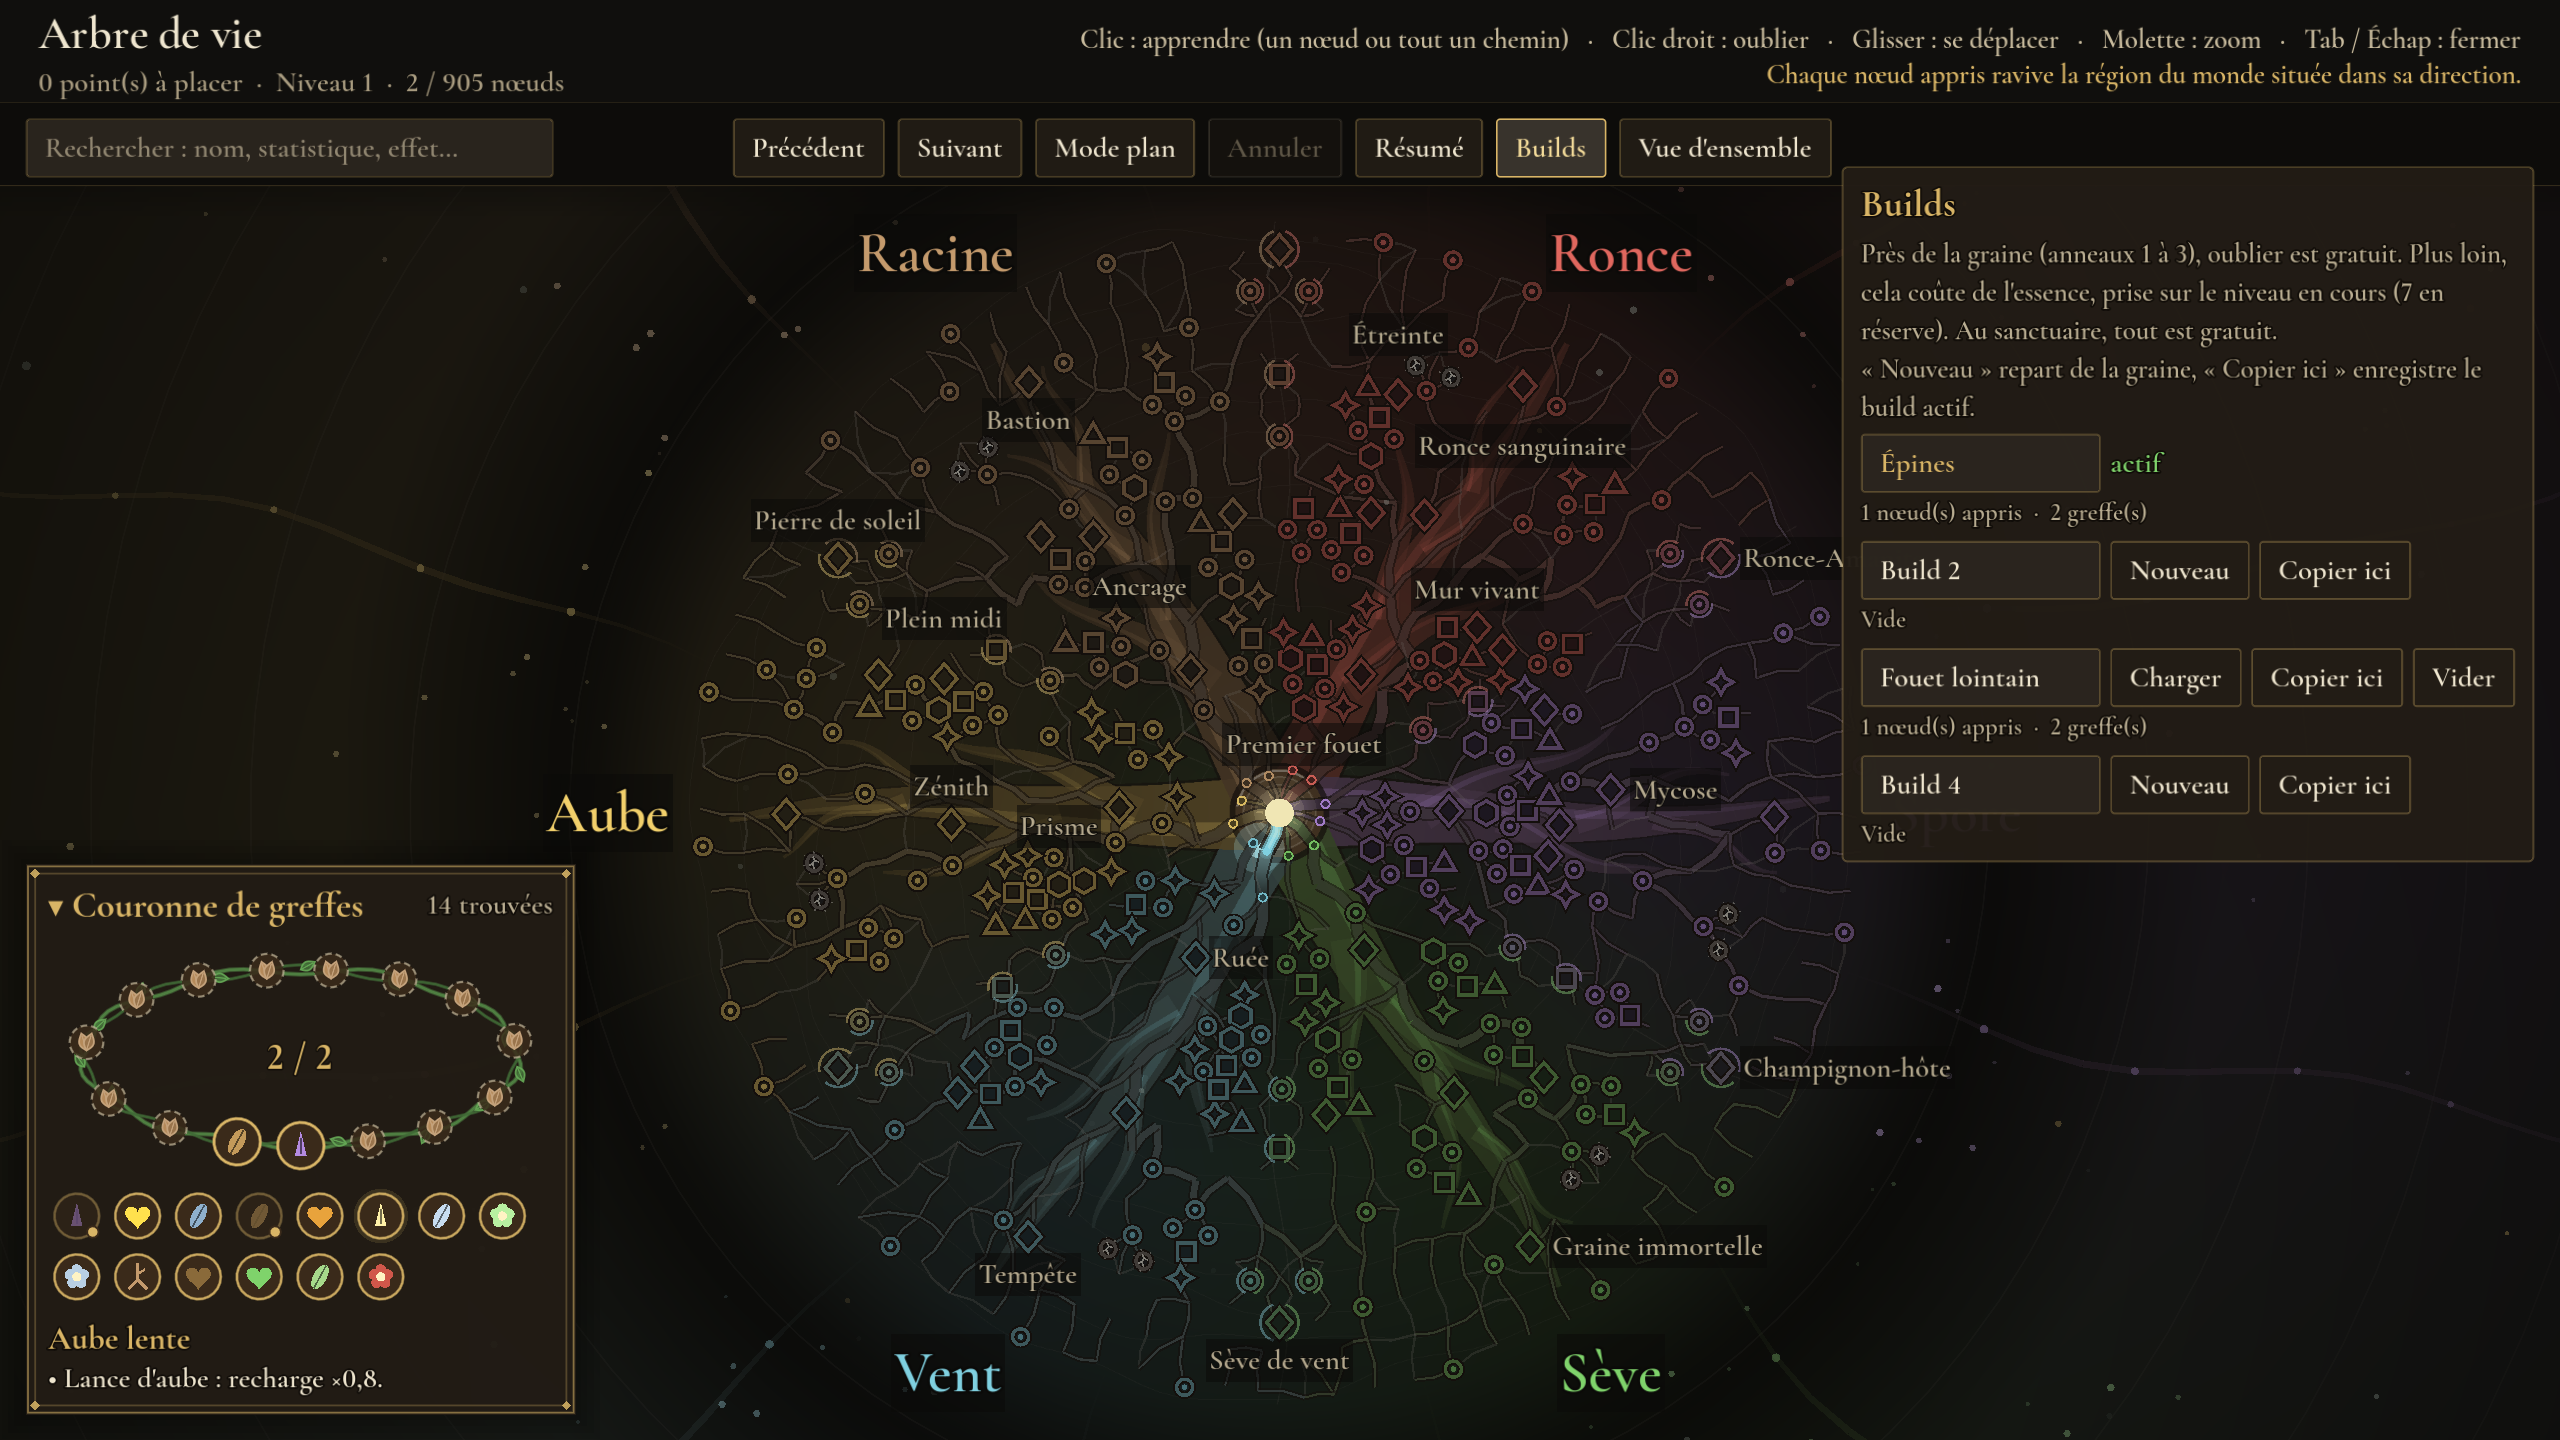 Arbre de vie
0 point(s) à placer · Niveau 1 · 2 / 905 nœuds
Clic : apprendre (un nœud ou tout un chemin) · Clic droit : oublier · Glisser : se déplacer · Molette : zoom · Tab / Échap : fermer
Chaque nœud appris ravive la région du monde située dans sa direction.
Rechercher : nom, statistique, effet...
Précédent
Suivant
Mode plan
Annuler
Résumé
Builds
Vue d'ensemble
Racine
Ronce
Étreinte
Bastion
Ronce sanguinaire
Pierre de soleil
Ronce-A
Ancrage
Mur vivant
Plein midi
Premier fouet
Zénith
Mycose
Aube
Prisme
Ruée
Champignon-hôte
Graine immortelle
Tempête
Sève de vent
Vent
Sève
Builds
Près de la graine (anneaux 1 à 3), oublier est gratuit. Plus loin,
cela coûte de l'essence, prise sur le niveau en cours (7 en
réserve). Au sanctuaire, tout est gratuit.
« Nouveau » repart de la graine, « Copier ici » enregistre le
build actif.
Épines actif
1 nœud(s) appris · 2 greffe(s)
Build 2 Nouveau Copier ici
Vide
Fouet lointain Charger Copier ici Vider
1 nœud(s) appris · 2 greffe(s)
Build 4 Nouveau Copier ici
Vide
▾ Couronne de greffes 14 trouvées
2 / 2
Aube lente
• Lance d'aube : recharge ×0,8.